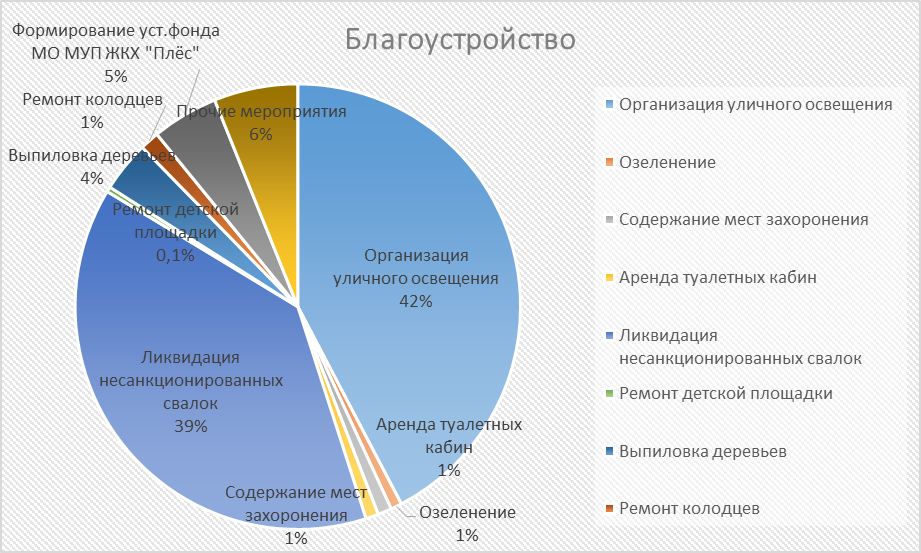 Благоустройство
Формирование уст.фонда
МО МУП ЖКХ "Плёс"
5%
Ремонт колодцев
1%
Прочие мероприятия
6%
Выпиловка деревьев
4%
Ремонт детской
площадки
0,1%
Организация
уличного освещения
42%
Ликвидация
несанкционированных
свалок
39%
Аренда туалетных
кабин
1%
Содержание мест
захоронения
1%
Озеленение
1%
Организация уличного освещения
Озеленение
Содержание мест захоронения
Аренда туалетных кабин
Ликвидация
несанкционированных свалок
Ремонт детской площадки
Выпиловка деревьев
Ремонт колодцев